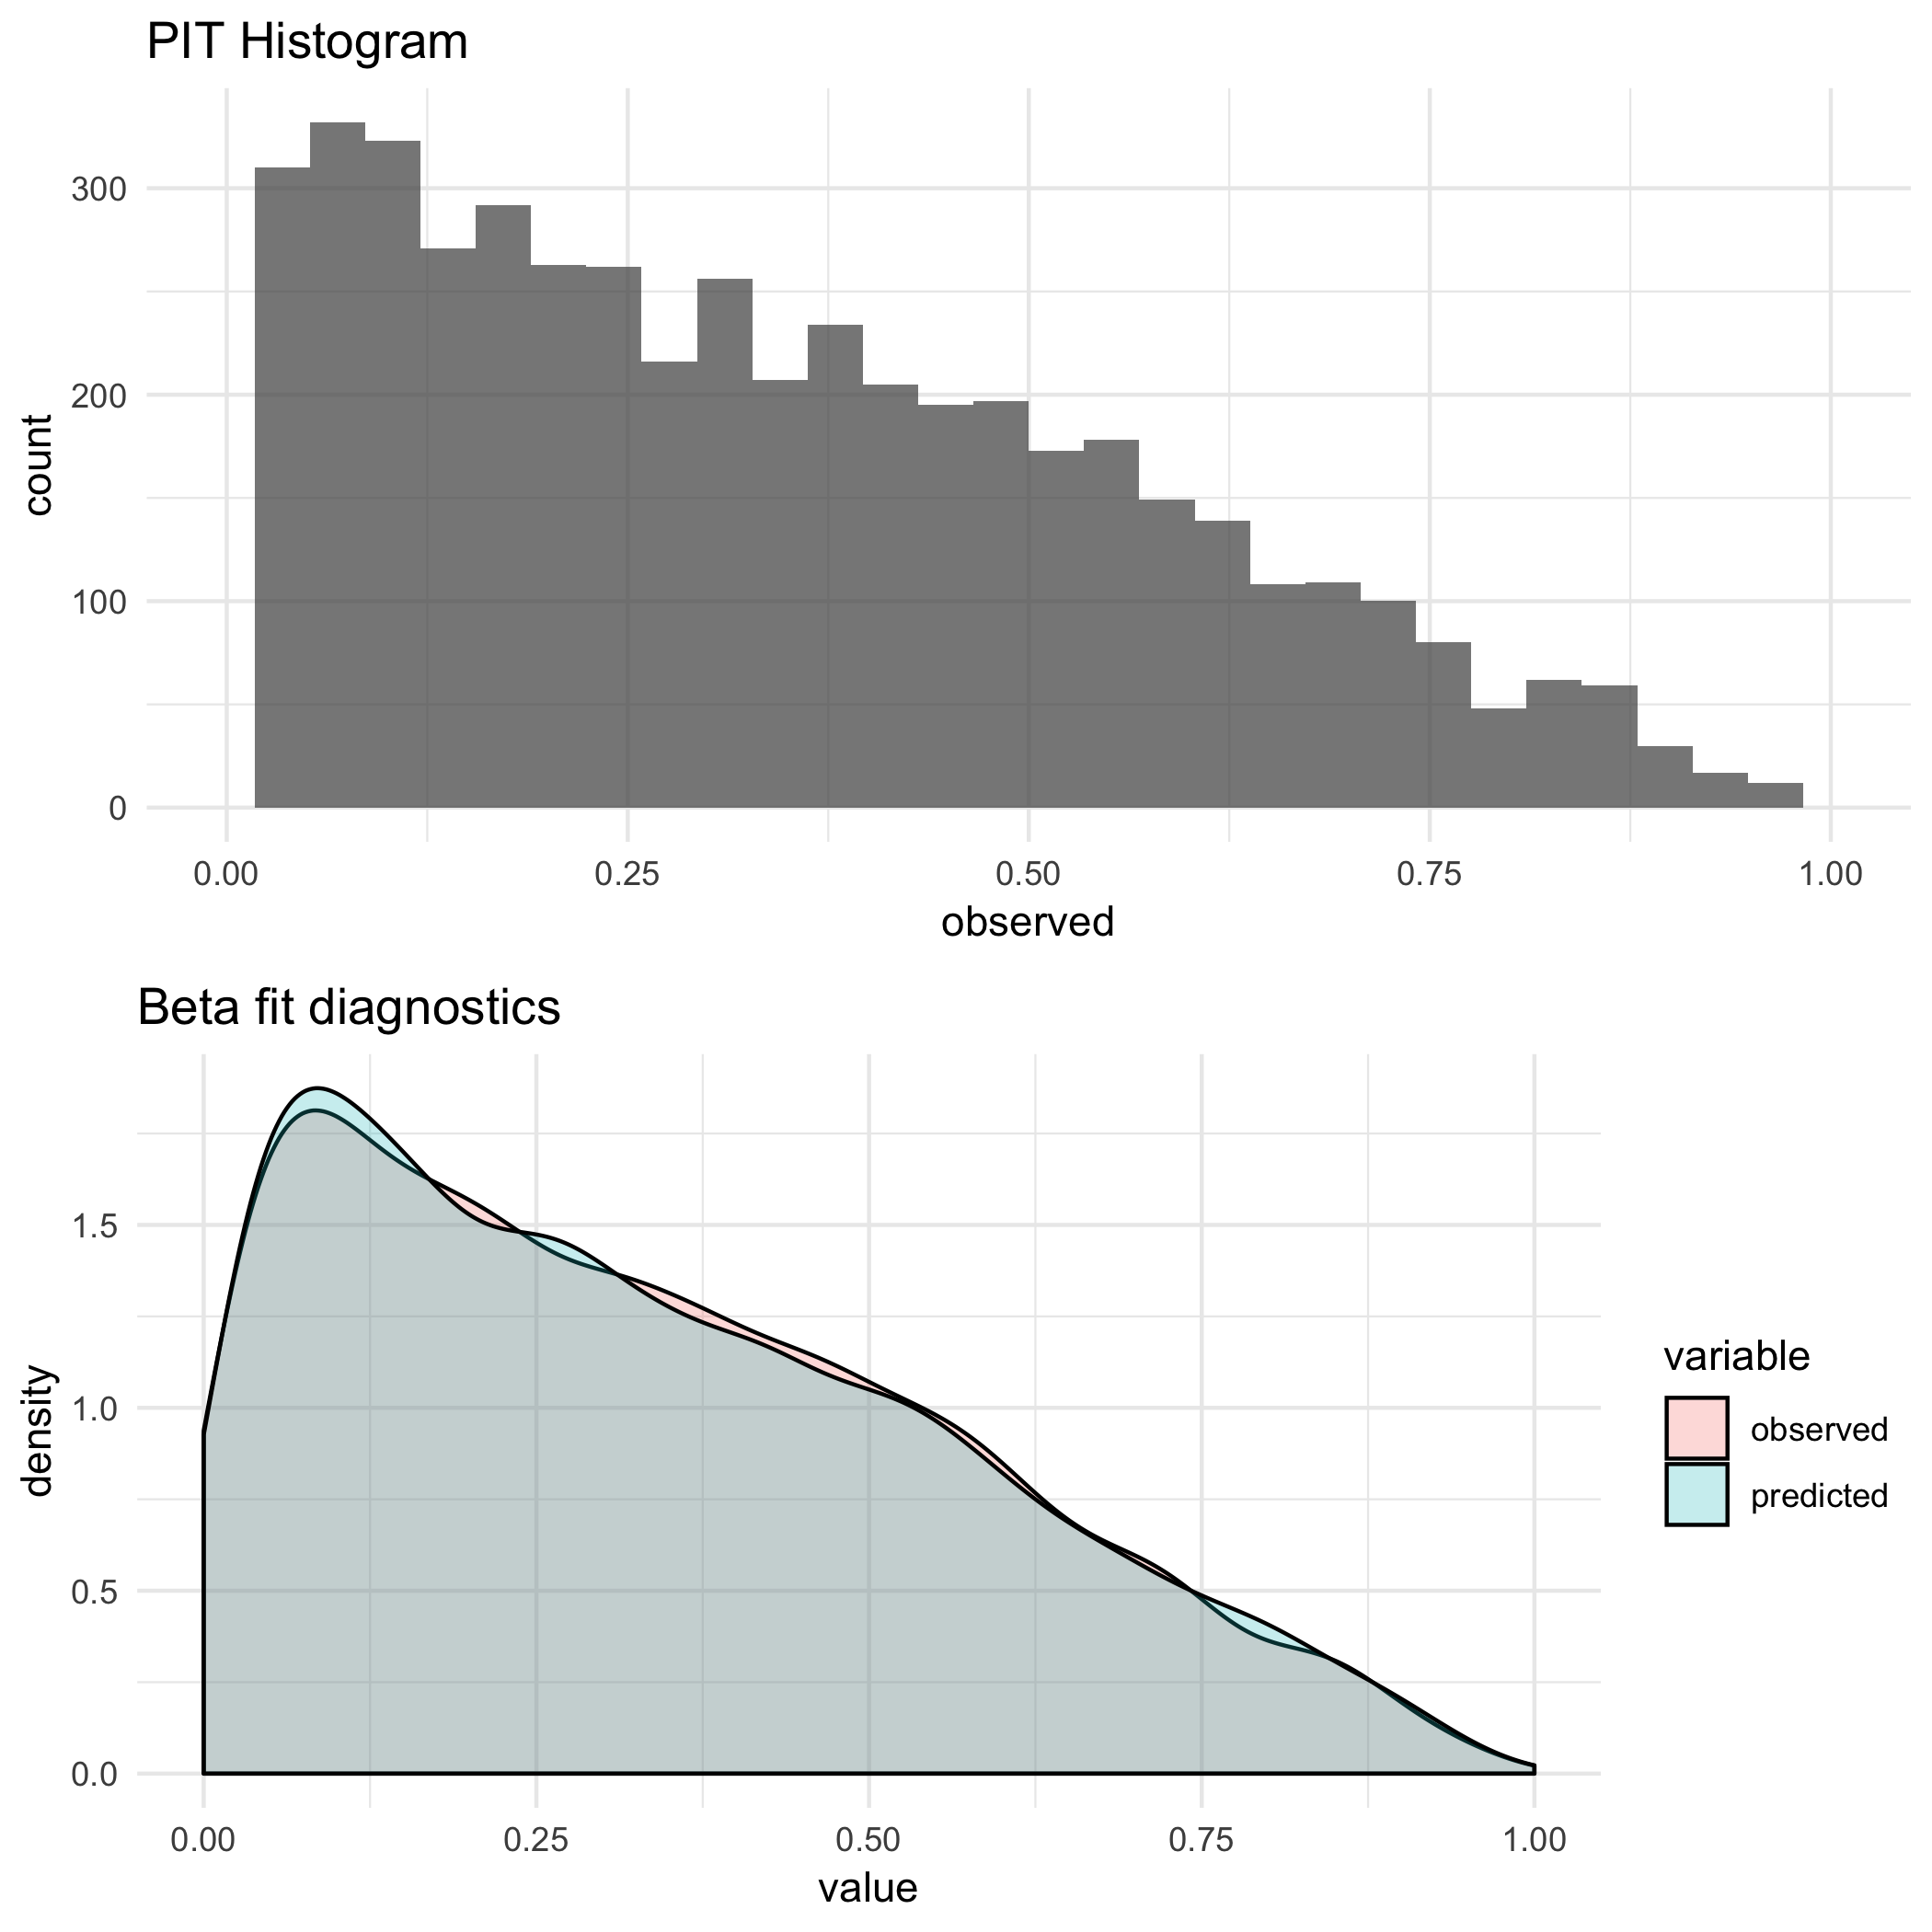 PIT Histogram
300
200
100
0
count
0.00 0.25 0.50 0.75 1.00
observed
Beta fit diagnostics
1.5
1.0
0.5
0.0
density
0.00 0.25 0.50 0.75 1.00
value
variable
observed
predicted